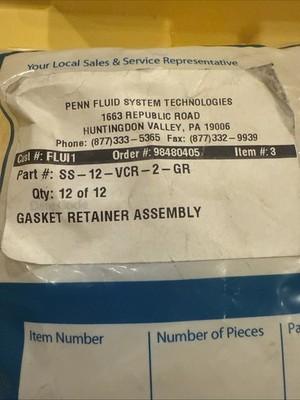 Your Local Sales & Service Representative
PENN FLUID SYSTEM TECHNOLOGIES
1663 REPUBLIC ROAD
HUNTINGDON VALLEY, PA 19006
Phone: (877)333-5365 Fax: (877)332-9939
Cust #: FLUI1 Order #: 98480405 Item #: 3
Part #: SS-12-VCR-2-GR
Qty: 12 of 12
GASKET RETAINER ASSEMBLY
Item Number Number of Pieces